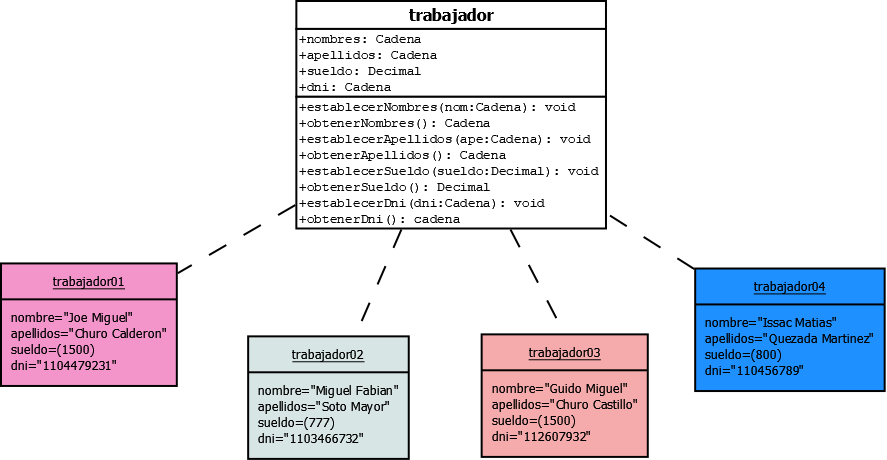 trabajador
+nombres: Cadena
+apellidos: Cadena
+sueldo: Decimal
+dni: Cadena
+establecerNombres(nom:Cadena): void
+obtenerNombres(): Cadena
+establecerApellidos(ape:Cadena): void
+obtenerApellidos(): Cadena
+establecerSueldo(sueldo:Decimal): void
+obtenerSueldo(): Decimal
+establecerDni(dni:Cadena): void
+obtenerDni(): cadena
trabajador01
nombre="Joe Miguel"
apellidos="Churo Calderon"
sueldo=(1500)
dni="1104479231"
trabajador02
nombre="Miguel Fabian"
apellidos="Soto Mayor"
sueldo=(777)
dni="1103466732"
trabajador03
nombre="Guido Miguel"
apellidos="Churo Castillo"
sueldo=(1500)
dni="112607932"
trabajador04
nombre="Issac Matias"
apellidos="Quezada Martinez"
sueldo=(800)
dni="110456789"